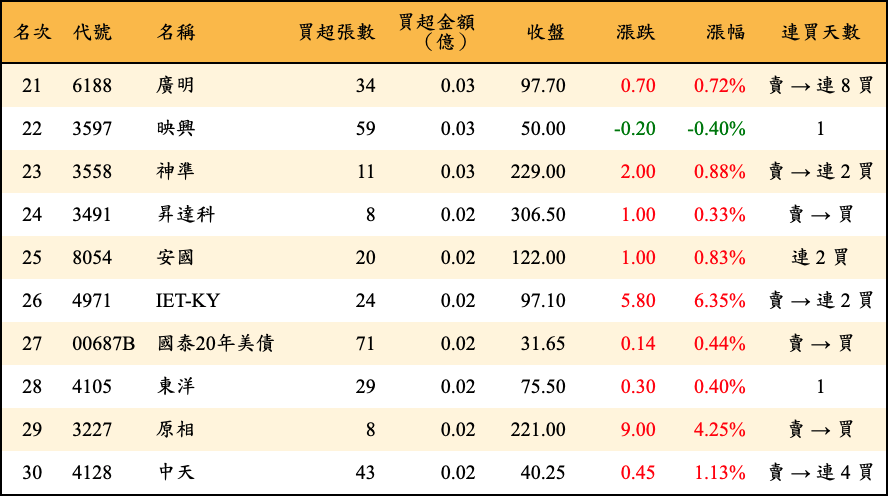 名次 代號 名稱 買超張數 買超金額（億） 收盤 漲跌 漲幅 連買天數
21 6188 廣明 34 0.03 97.70 0.70 0.72% 賣 → 連 8 買
22 3597 映興 59 0.03 50.00 -0.20 -0.40% 1
23 3558 神準 11 0.03 229.00 2.00 0.88% 賣 → 連 2 買
24 3491 昇達科 8 0.02 306.50 1.00 0.33% 賣 → 買
25 8054 安國 20 0.02 122.00 1.00 0.83% 連 2 買
26 4971 IET-KY 24 0.02 97.10 5.80 6.35% 賣 → 連 2 買
27 00687B 國泰20年美債 71 0.02 31.65 0.14 0.44% 賣 → 買
28 4105 東洋 29 0.02 75.50 0.30 0.40% 1
29 3227 原相 8 0.02 221.00 9.00 4.25% 賣 → 買
30 4128 中天 43 0.02 40.25 0.45 1.13% 賣 → 連 4 買